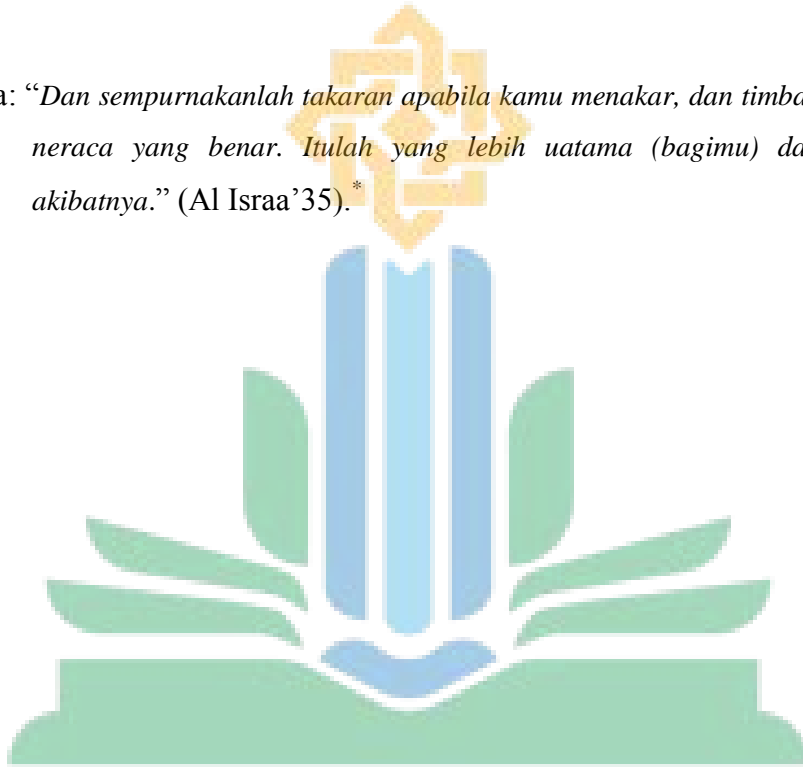 a: “Dan sempurnakanlah takaran apabila kamu menakar, dan timba
neraca yang benar. Itulah yang lebih uatama (bagimu) da
akibatnya.” (Al Israa’35).*